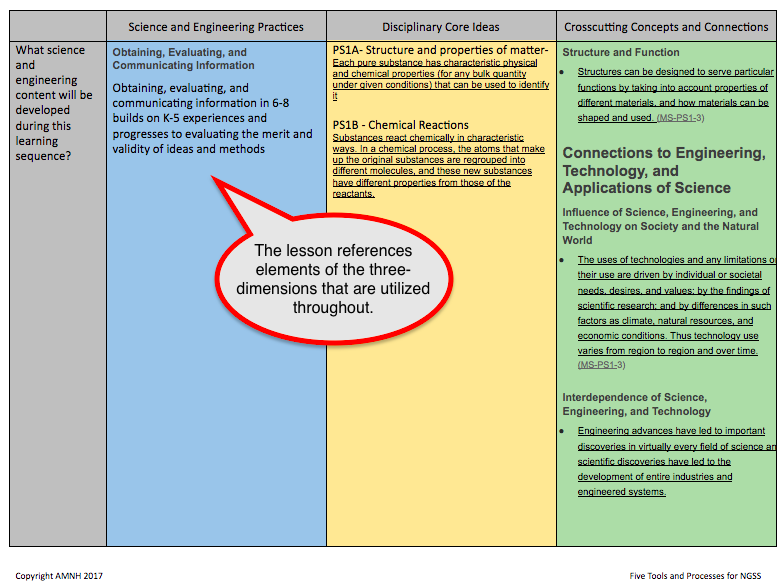 Science and Engineering Practices
Disciplinary Core Ideas
Crosscutting Concepts and Connections
What science
and
engineering
content will be
developed
during this
learning
sequence?
Obtaining, Evaluating, and
Communicating Information
Obtaining, evaluating, and
communicating information in 6-8
builds on K-5 experiences and
progresses to evaluating the merit and
validity of ideas and methods
PS1A- Structure and properties of matter-
Each pure substance has characteristic physical
and chemical properties (for any bulk quantity
under given conditions) that can be used to identify
it
PS1B - Chemical Reactions
Substances react chemically in characteristic
ways. In a chemical process, the atoms that make
up the original substances are regrouped into
different molecules, and these new substances
have different properties from those of the
reactants.
Structure and Function
• Structures can be designed to serve particular
functions by taking into account properties of
different materials, and how materials can be
shaped and used. (MS-PS1-3)
Connections to Engineering,
Technology, and
Applications of Science
Influence of Science, Engineering, and
Technology on Society and the Natural
World
• The uses of technologies and any limitations on
their use are driven by individual or societal
needs, desires, and values; by the findings of
scientific research; and by differences in such
factors as climate, natural resources, and
economic conditions. Thus technology use
varies from region to region and over time.
(MS-PS1-3)
Interdependence of Science,
Engineering, and Technology
• Engineering advances have led to important
discoveries in virtually every field of science an
scientific discoveries have led to the
development of entire industries and
engineered systems.
The lesson references
elements of the three-
dimensions that are utilized
throughout.
Copyright AMNH 2017
Five Tools and Processes for NGSS